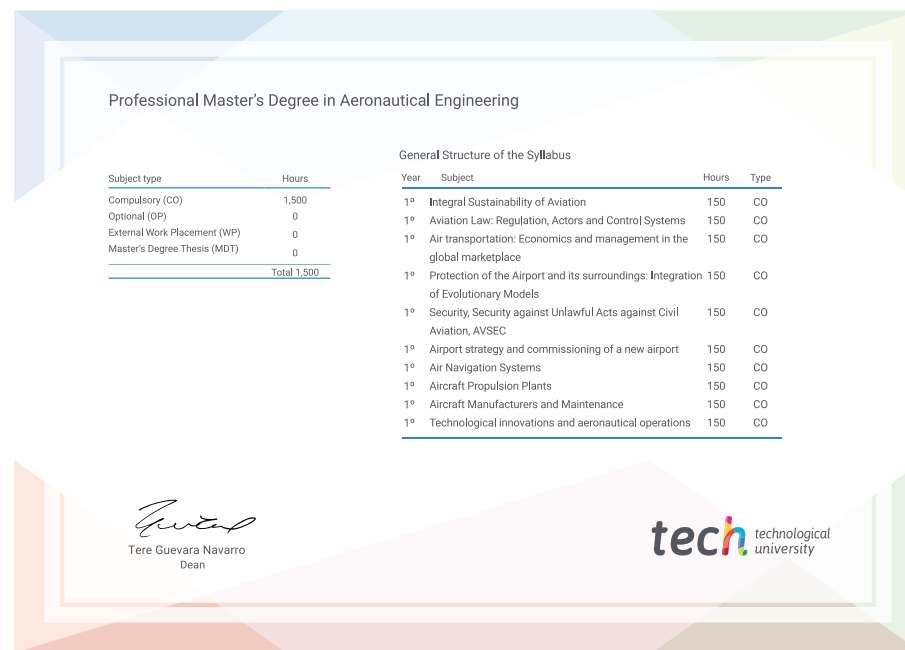 Professional Master's Degree in Aeronautical Engineering
Subject type Hours
Compulsory (CO) 1,500
Optional (OP) 0
External Work Placement (WP) 0
Master's Degree Thesis (MDT) 0
Total 1,500
General Structure of the Syllabus
Year Subject Hours Type
1º Integral Sustainability of Aviation 150 CO
1º Aviation Law: Regulation, Actors and Control Systems 150 CO
1º Air transportation: Economics and management in the 150 CO
global marketplace
1º Protection of the Airport and its surroundings: Integration 150 CO
of Evolutionary Models
1º Security, Security against Unlawful Acts against Civil 150 CO
Aviation, AVSEC
1º Airport strategy and commissioning of a new airport 150 CO
1º Air Navigation Systems 150 CO
1º Aircraft Propulsion Plants 150 CO
1º Aircraft Manufacturers and Maintenance 150 CO
1º Technological innovations and aeronautical operations 150 CO
Tere Guevara Navarro
Dean
tech technological
university